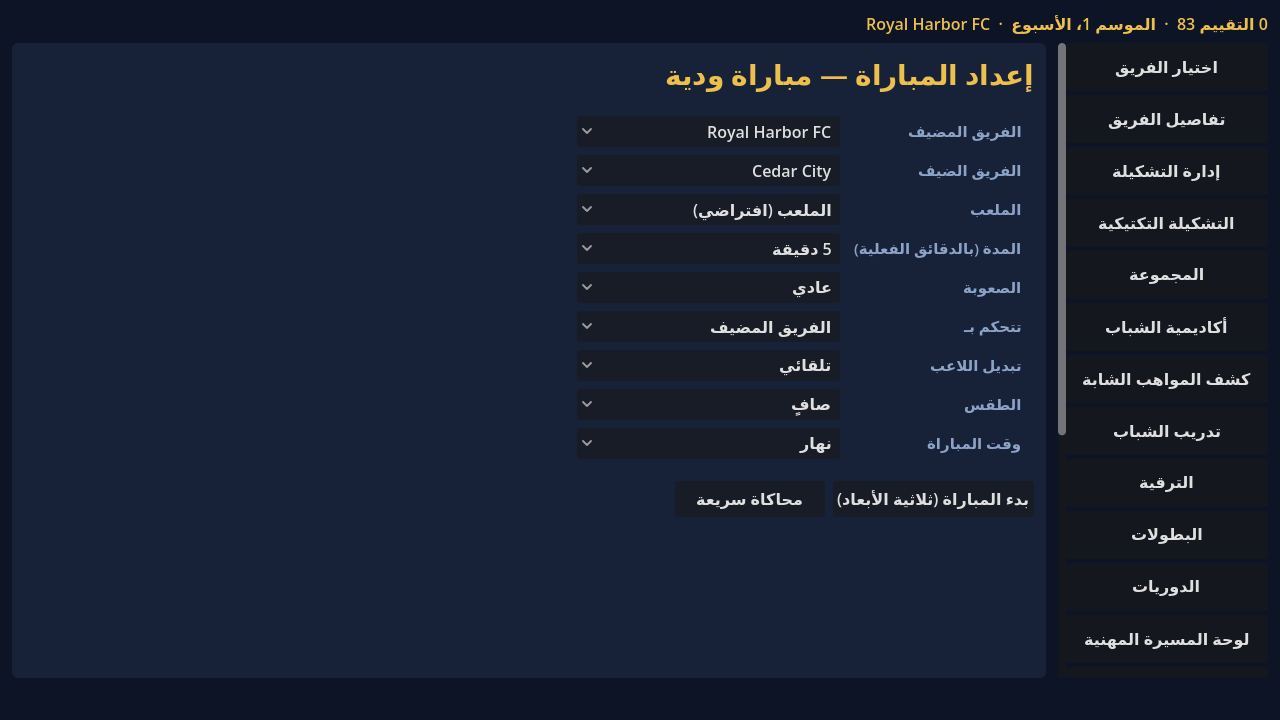 Royal Harbor FC · الموسم 1، الأسبوع 0 التقييم 83 ·
اختيار الفريق
تفاصيل الفريق
إدارة التشكيلة
التشكيلة التكتيكية
المجموعة
أكاديمية الشباب
كشف المواهب الشابة
تدريب الشباب
الترقية
البطولات
الدوريات
لوحة المسيرة المهنية
إعداد المباراة — مباراة ودية
الفريق المضيف Royal Harbor FC
الفريق الضيف Cedar City
الملعب الملعب (افتراضي)
المدة (بالدقائق الفعلية) 5 دقيقة
الصعوبة عادي
تتحكم بـ الفريق المضيف
تبديل اللاعب تلقائي
الطقس صافٍ
وقت المباراة نهار
بدء المباراة (ثلاثية الأبعاد) محاكاة سريعة